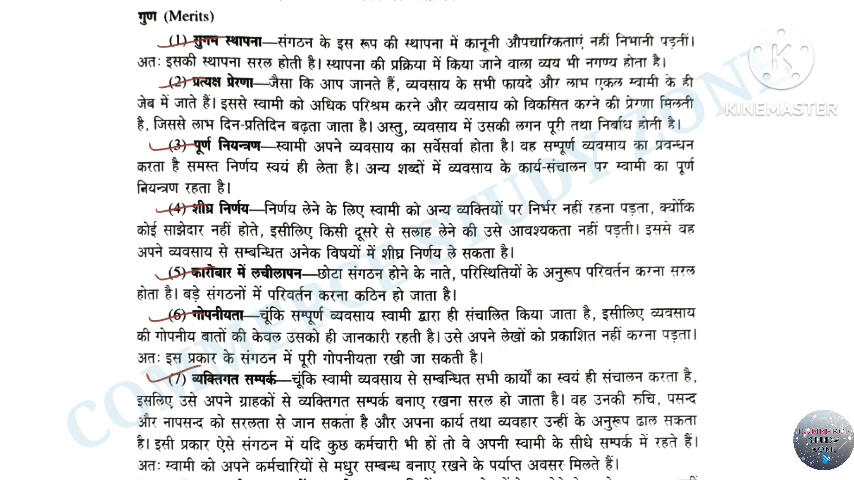 गुण (Merits)
(1) सुगम स्थापना—संगठन के इस रूप की स्थापना में कानूनी औपचारिकताएं नहीं निभानी पड़नीं।
अतः इसकी स्थापना सरल होती है। स्थापना की प्रक्रिया में किया जाने वाला व्यय भी नगण्य होता है।
(2) प्रत्यक्ष प्रेरणा—जैसा कि आप जानते हैं, व्यवसाय के सभी फायदे और लाभ एकल स्वामी के ही
जेब में जाते हैं। इससे स्वामी को अधिक परिश्रम करने और व्यवसाय को विकसित करने की प्रेरणा मिलती
है, जिससे लाभ दिन-प्रतिदिन बढ़ता जाता है। अस्तु, व्यवसाय में उसकी लगन पूरी तथा निर्बाध होती है।
(3) पूर्ण नियन्त्रण—स्वामी अपने व्यवसाय का सर्वेसर्वा होता है। वह सम्पूर्ण व्यवसाय का प्रवन्धन
करता है समस्त निर्णय स्वयं ही लेता है। अन्य शब्दों में व्यवसाय के कार्य-संचालन पर स्वामी का पूर्ण
नियन्त्रण रहता है।
(4) शीघ्र निर्णय—निर्णय लेने के लिए स्वामी को अन्य व्यक्तियों पर निर्भर नहीं रहना पड़ता, क्योंकि
कोई साझेदार नहीं होते, इसीलिए किसी दूसरे से सलाह लेने की उसे आवश्यकता नहीं पड़ती। इससे वह
अपने व्यवसाय से सम्बन्धित अनेक विषयों में शीघ्र निर्णय ले सकता है।
(5) कारोबार में लचीलापन—छोटा संगठन होने के नाते, परिस्थितियों के अनुरूप परिवर्तन करना सरल
होता है। बड़े संगठनों में परिवर्तन करना कठिन हो जाता है।
(6) गोपनीयता—चूंकि सम्पूर्ण व्यवसाय स्वामी द्वारा ही संचालित किया जाता है, इसीलिए व्यवसाय
की गोपनीय बातों की केवल उसको ही जानकारी रहती है। उसे अपने लेखों को प्रकाशित नहीं करना पड़ता।
अतः इस प्रकार के संगठन में पूरी गोपनीयता रखी जा सकती है।
(7) व्यक्तिगत सम्पर्क—चूंकि स्वामी व्यवसाय से सम्बन्धित सभी कार्यों का स्वयं ही संचालन करता है,
इसलिए उसे अपने ग्राहकों से व्यक्तिगत सम्पर्क बनाए रखना सरल हो जाता है। वह उनकी रुचि, पसन्द
और नापसन्द को सरलता से जान सकता है और अपना कार्य तथा व्यवहार उन्हीं के अनुरूप ढाल सकता
है। इसी प्रकार ऐसे संगठन में यदि कुछ कर्मचारी भी हों तो वे अपनी स्वामी के सीधे सम्पर्क में रहते हैं।
अतः स्वामी को अपने कर्मचारियों से मधुर सम्बन्ध बनाए रखने के पर्याप्त अवसर मिलते हैं।
COMMERCE STUDY ZONE
KINEMASTER